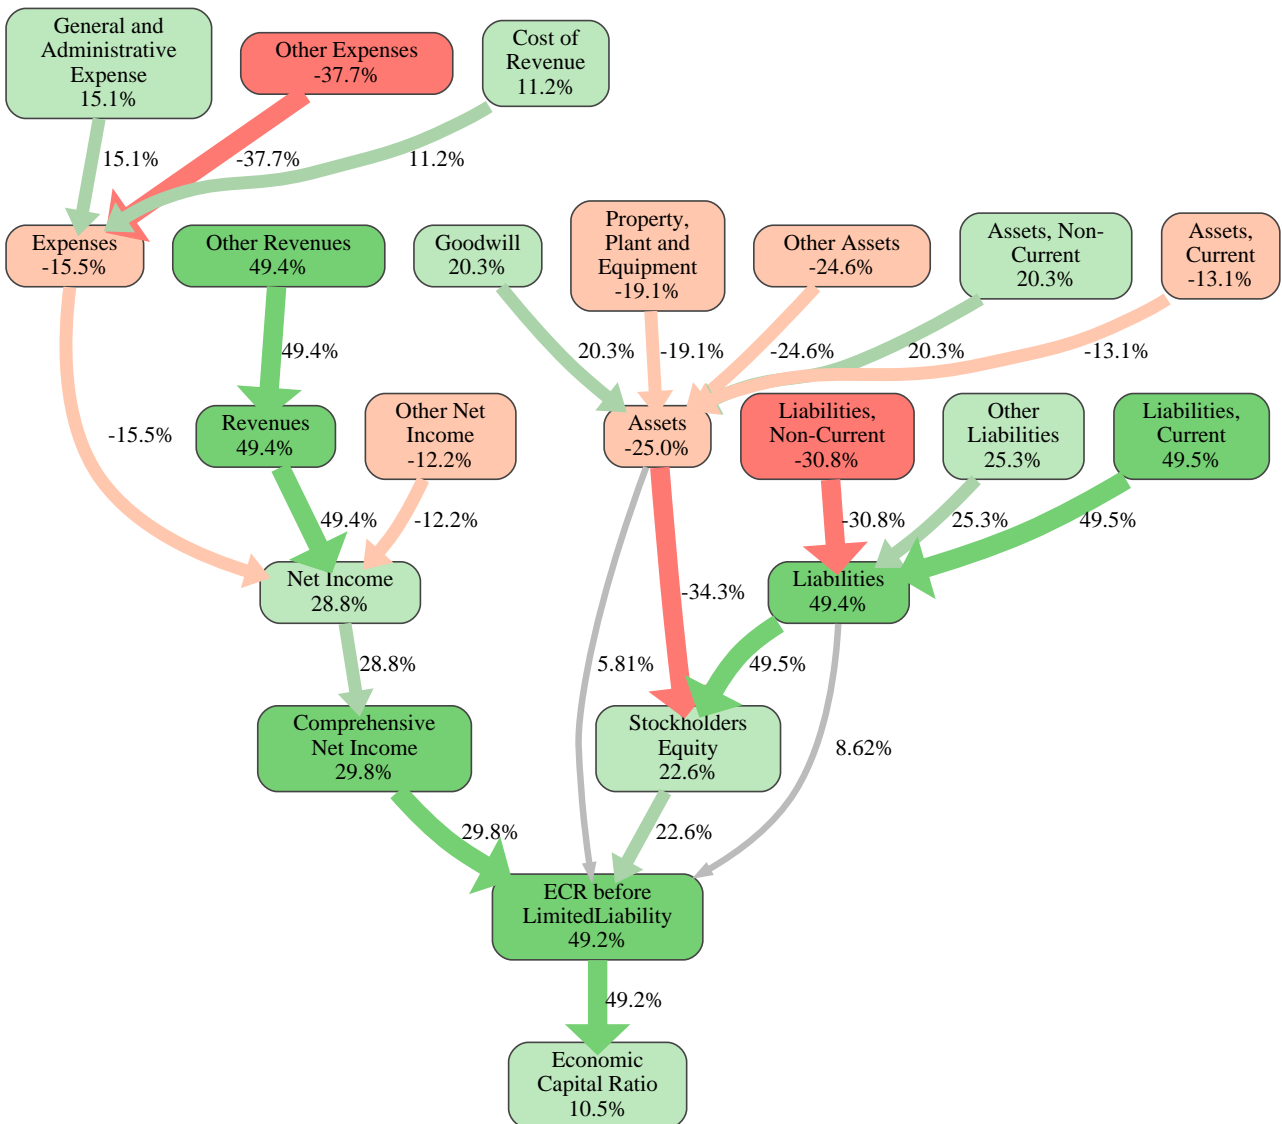 General and
Administrative
Expense
15.1%
Other Expenses
-37.7%
Cost of
Revenue
11.2%
15.1%
-37.7%
11.2%
Expenses
-15.5%
Other Revenues
49.4%
Goodwill
20.3%
Property,
Plant and
Equipment
-19.1%
Other Assets
-24.6%
Assets, Non-
Current
20.3%
Assets,
Current
-13.1%
49.4%
20.3%
-19.1%
-24.6%
20.3%
-13.1%
-15.5%
Revenues
49.4%
Other Net
Income
-12.2%
Assets
-25.0%
Liabilities,
Non-Current
-30.8%
Other
Liabilities
25.3%
Liabilities,
Current
49.5%
49.4%
-12.2%
-30.8%
25.3%
49.5%
Net Income
28.8%
-34.3%
Liabilities
49.4%
28.8%
5.81%
49.5%
8.62%
Comprehensive
Net Income
29.8%
Stockholders
Equity
22.6%
29.8%
22.6%
ECR before
LimitedLiability
49.2%
49.2%
Economic
Capital Ratio
10.5%